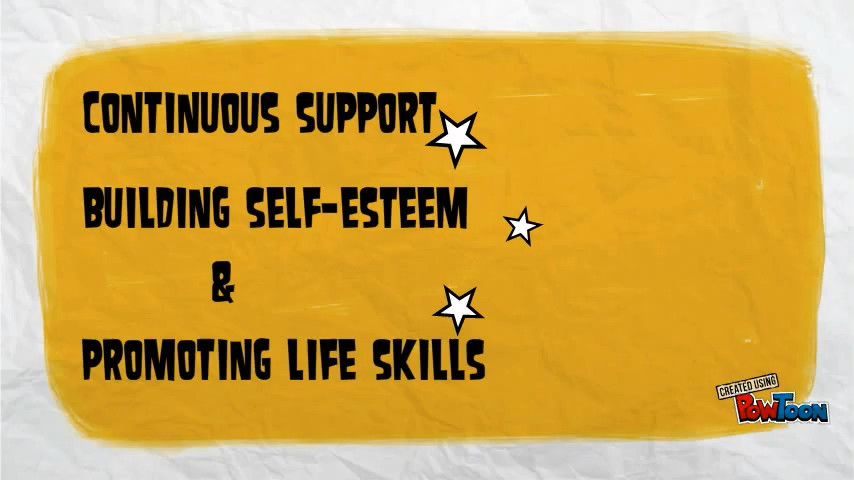 CONTINUOUS SUPPORT
BUILDING SELF-ESTEEM
&
PROMOTING LIFE SKILLS
CREATED USING
POWTOON